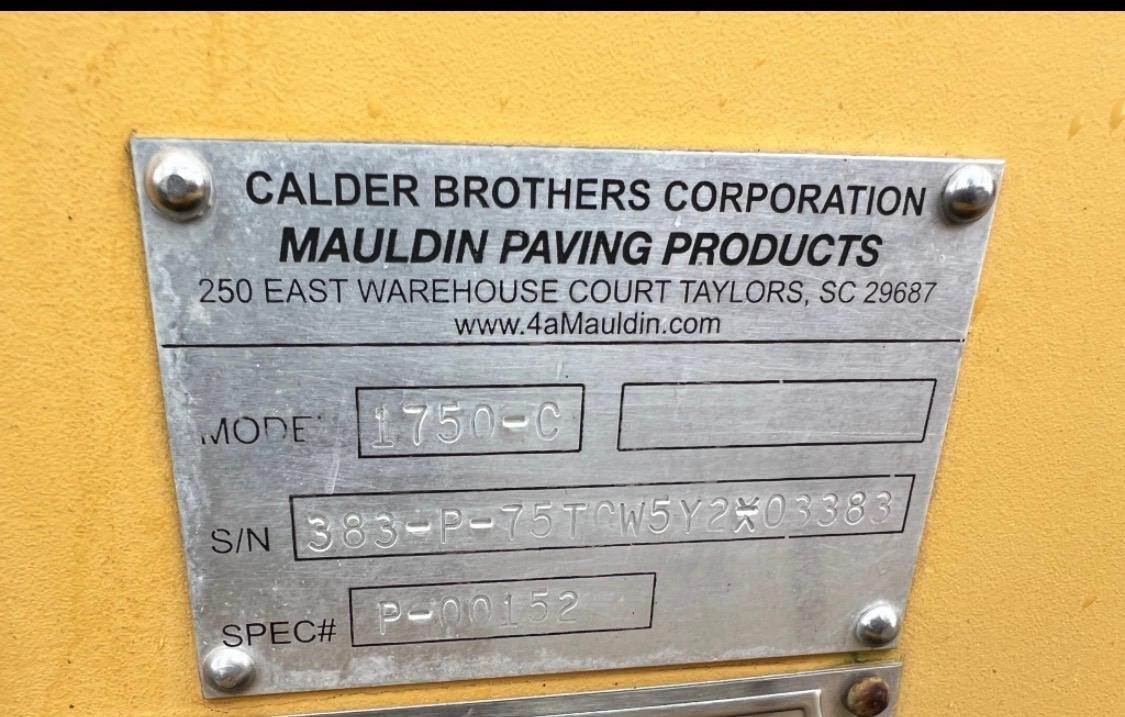 CALDER BROTHERS CORPORATION
MAULDIN PAVING PRODUCTS
250 EAST WAREHOUSE COURT TAYLORS, SC 29687
www.4aMauldin.com
MODEL 1750-C
S/N
SPEC# P-00152